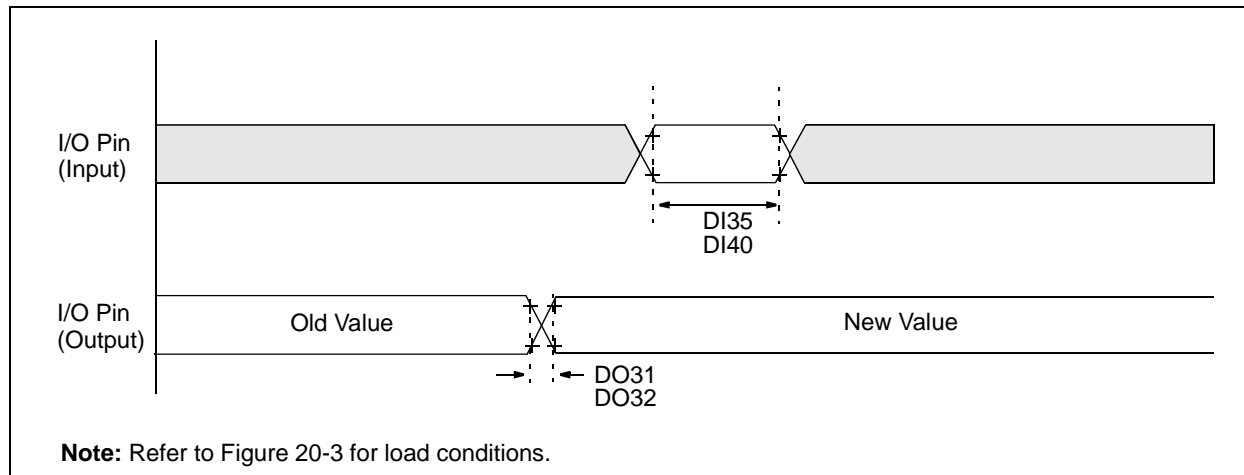 I/O Pin
(Input)
DI35
DI40
I/O Pin
(Output)
Old Value
New Value
DO31
DO32
Note: Refer to Figure 20-3 for load conditions.